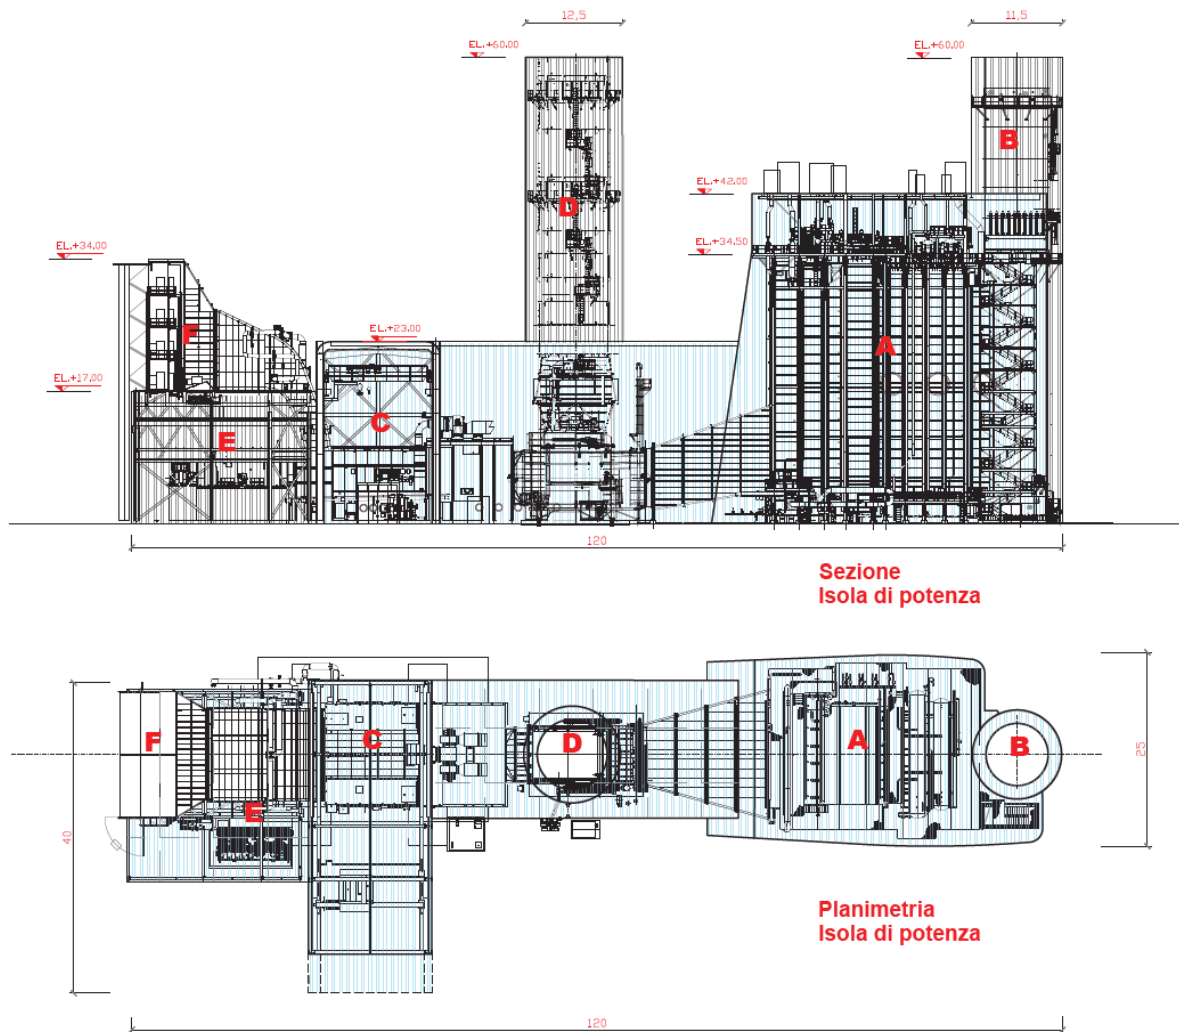 12,5
11,5
EL.+60.00
EL.+60.00
B
EL.+42.00
D
EL.+34.00
EL.+34.50
F
EL.+23.00
A
EL.+17.00
C
E
120
Sezione
Isola di potenza
F
C
D
A
B
25
E
40
Planimetria
Isola di potenza
120